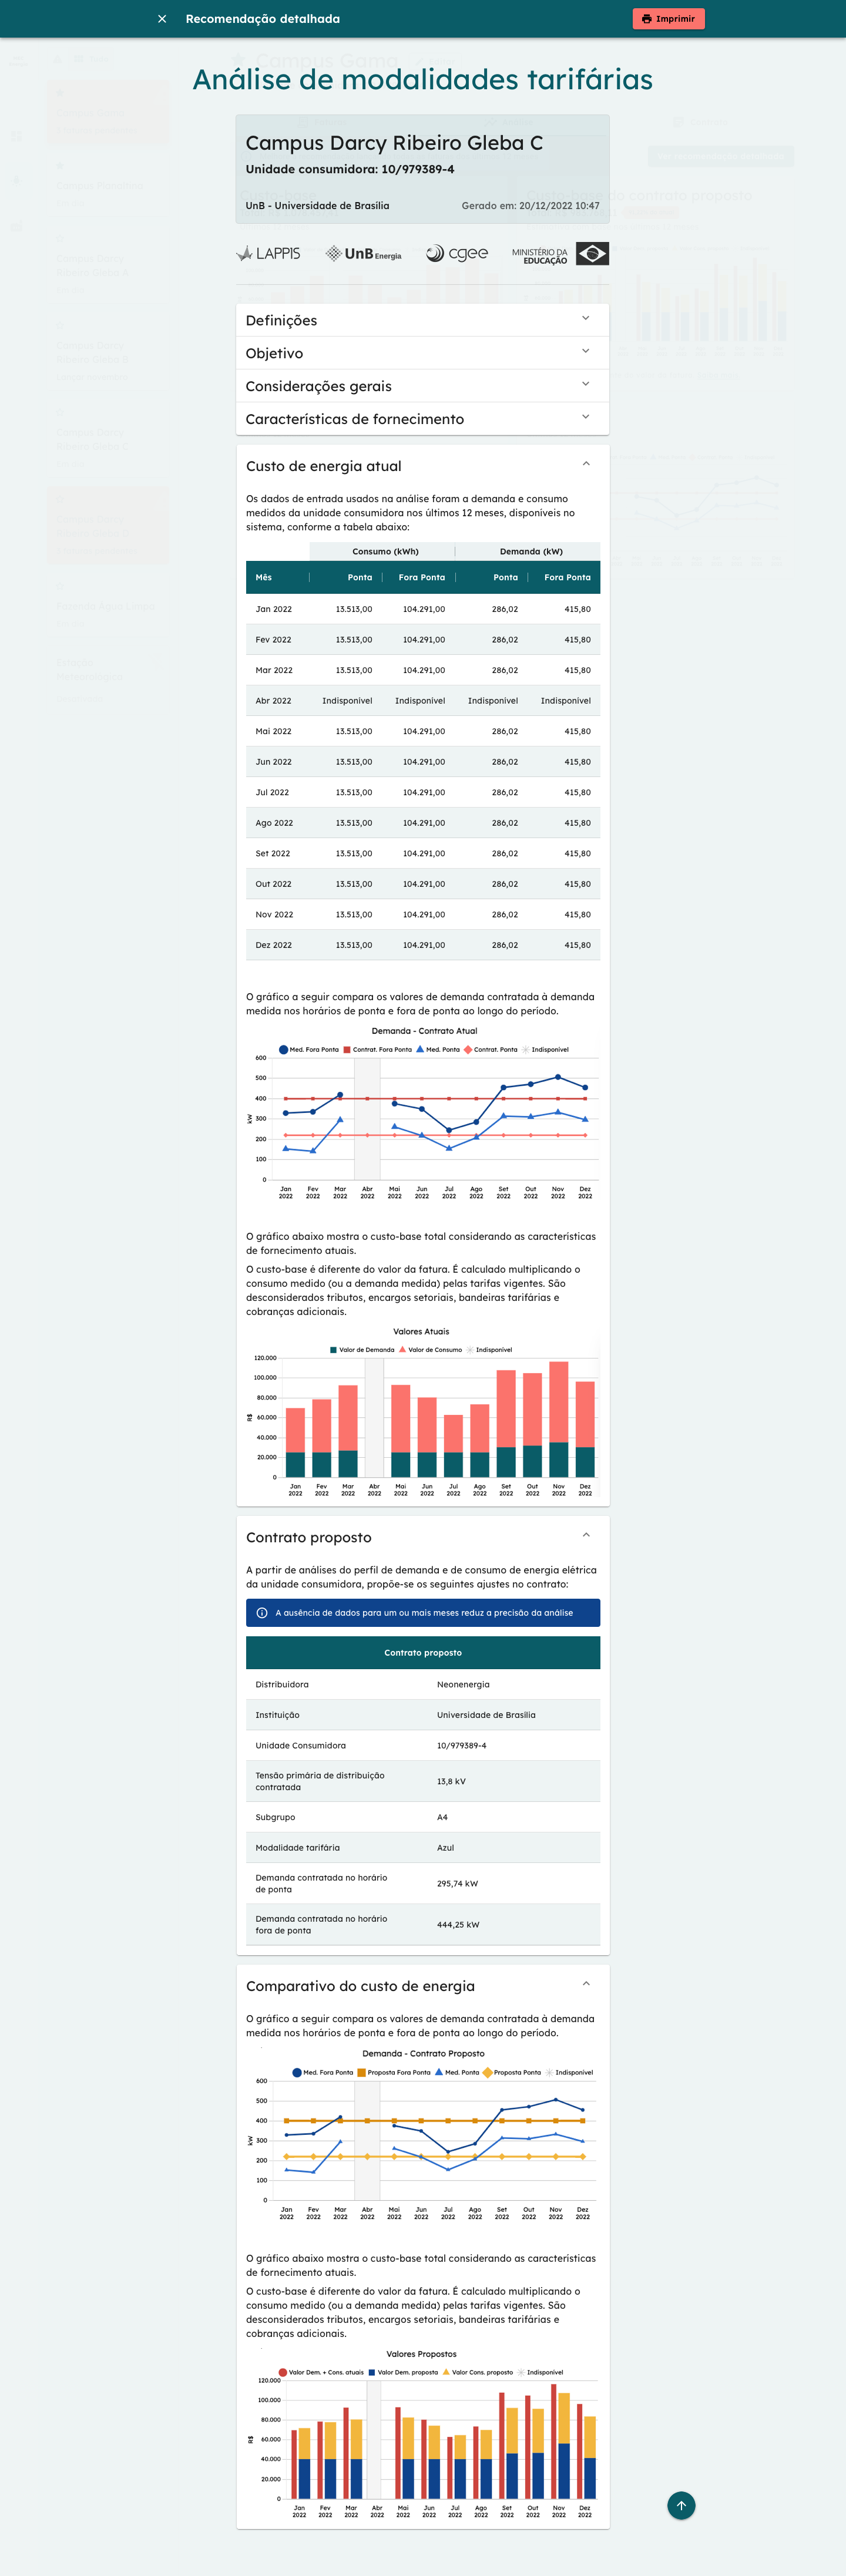 Recomendação detalhada
Imprimir
Análise de modalidades tarifárias
Campus Darcy Ribeiro Gleba C
Unidade consumidora: 10/979389-4
UnB - Universidade de Brasília
Gerado em: 20/12/2022 10:47
LAPPIS
UnB Energia
cgee
MINISTÉRIO DA
EDUCAÇÃO
Definições
Objetivo
Considerações gerais
Características de fornecimento
Custo de energia atual
Os dados de entrada usados na análise foram a demanda e consumo
medidos da unidade consumidora nos últimos 12 meses, disponíveis no
sistema, conforme a tabela abaixo:
Consumo (kWh) Demanda (kW)
Mês Ponta Fora Ponta Ponta Fora Ponta
Jan 2022 13.513,00 104.291,00 286,02 415,80
Fev 2022 13.513,00 104.291,00 286,02 415,80
Mar 2022 13.513,00 104.291,00 286,02 415,80
Abr 2022 Indisponível Indisponível Indisponível Indisponível
Mai 2022 13.513,00 104.291,00 286,02 415,80
Jun 2022 13.513,00 104.291,00 286,02 415,80
Jul 2022 13.513,00 104.291,00 286,02 415,80
Ago 2022 13.513,00 104.291,00 286,02 415,80
Set 2022 13.513,00 104.291,00 286,02 415,80
Out 2022 13.513,00 104.291,00 286,02 415,80
Nov 2022 13.513,00 104.291,00 286,02 415,80
Dez 2022 13.513,00 104.291,00 286,02 415,80
O gráfico a seguir compara os valores de demanda contratada à demanda
medida nos horários de ponta e fora de ponta ao longo do período.
Demanda - Contrato Atual
Med. Fora Ponta Contrat. Fora Ponta Med. Ponta Contrat. Ponta Indisponível
600
500
400
300
200
100
0
kW
Jan Fev Mar Abr Mai Jun Jul Ago Set Out Nov Dez
2022 2022 2022 2022 2022 2022 2022 2022 2022 2022 2022 2022
O gráfico abaixo mostra o custo-base total considerando as características
de fornecimento atuais.
O custo-base é diferente do valor da fatura. É calculado multiplicando o
consumo medido (ou a demanda medida) pelas tarifas vigentes. São
desconsiderados tributos, encargos setoriais, bandeiras tarifárias e
cobranças adicionais.
Valores Atuais
Valor de Demanda Valor de Consumo Indisponível
120.000
100.000
80.000
60.000
40.000
20.000
0
R$
Jan Fev Mar Abr Mai Jun Jul Ago Set Out Nov Dez
2022 2022 2022 2022 2022 2022 2022 2022 2022 2022 2022 2022
Contrato proposto
A partir de análises do perfil de demanda e de consumo de energia elétrica
da unidade consumidora, propõe-se os seguintes ajustes no contrato:
A ausência de dados para um ou mais meses reduz a precisão da análise
Contrato proposto
Distribuidora Neonenergia
Instituição Universidade de Brasília
Unidade Consumidora 10/979389-4
Tensão primária de distribuição
contratada 13,8 kV
Subgrupo A4
Modalidade tarifária Azul
Demanda contratada no horário
de ponta 295,74 kW
Demanda contratada no horário
fora de ponta 444,25 kW
Comparativo do custo de energia
O gráfico a seguir compara os valores de demanda contratada à demanda
medida nos horários de ponta e fora de ponta ao longo do período.
Demanda - Contrato Proposto
Med. Fora Ponta Proposta Fora Ponta Med. Ponta Proposta Ponta Indisponível
600
500
400
300
200
100
0
kW
Jan Fev Mar Abr Mai Jun Jul Ago Set Out Nov Dez
2022 2022 2022 2022 2022 2022 2022 2022 2022 2022 2022 2022
O gráfico abaixo mostra o custo-base total considerando as características
de fornecimento atuais.
O custo-base é diferente do valor da fatura. É calculado multiplicando o
consumo medido (ou a demanda medida) pelas tarifas vigentes. São
desconsiderados tributos, encargos setoriais, bandeiras tarifárias e
cobranças adicionais.
Valores Propostos
Valor Dem. + Cons. atuais Valor Dem. proposta Valor Cons. proposto Indisponível
120.000
100.000
80.000
60.000
40.000
20.000
0
R$
Jan Fev Mar Abr Mai Jun Jul Ago Set Out Nov Dez
2022 2022 2022 2022 2022 2022 2022 2022 2022 2022 2022 2022